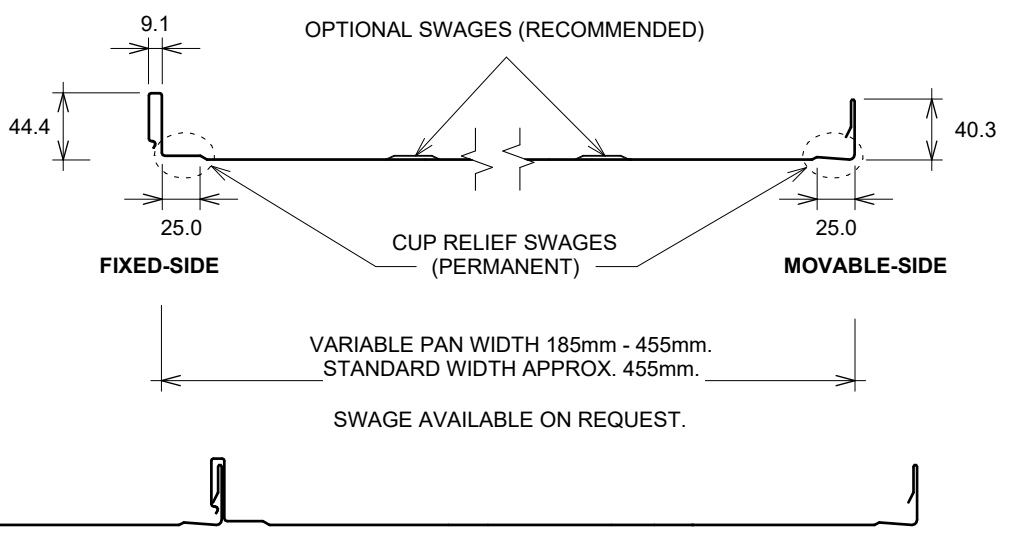 9.1
OPTIONAL SWAGES (RECOMMENDED)
44.4
40.3
25.0
25.0
CUP RELIEF SWAGES
(PERMANENT)
FIXED-SIDE
MOVABLE-SIDE
VARIABLE PAN WIDTH 185mm - 455mm.
STANDARD WIDTH APPROX. 455mm.
SWAGE AVAILABLE ON REQUEST.